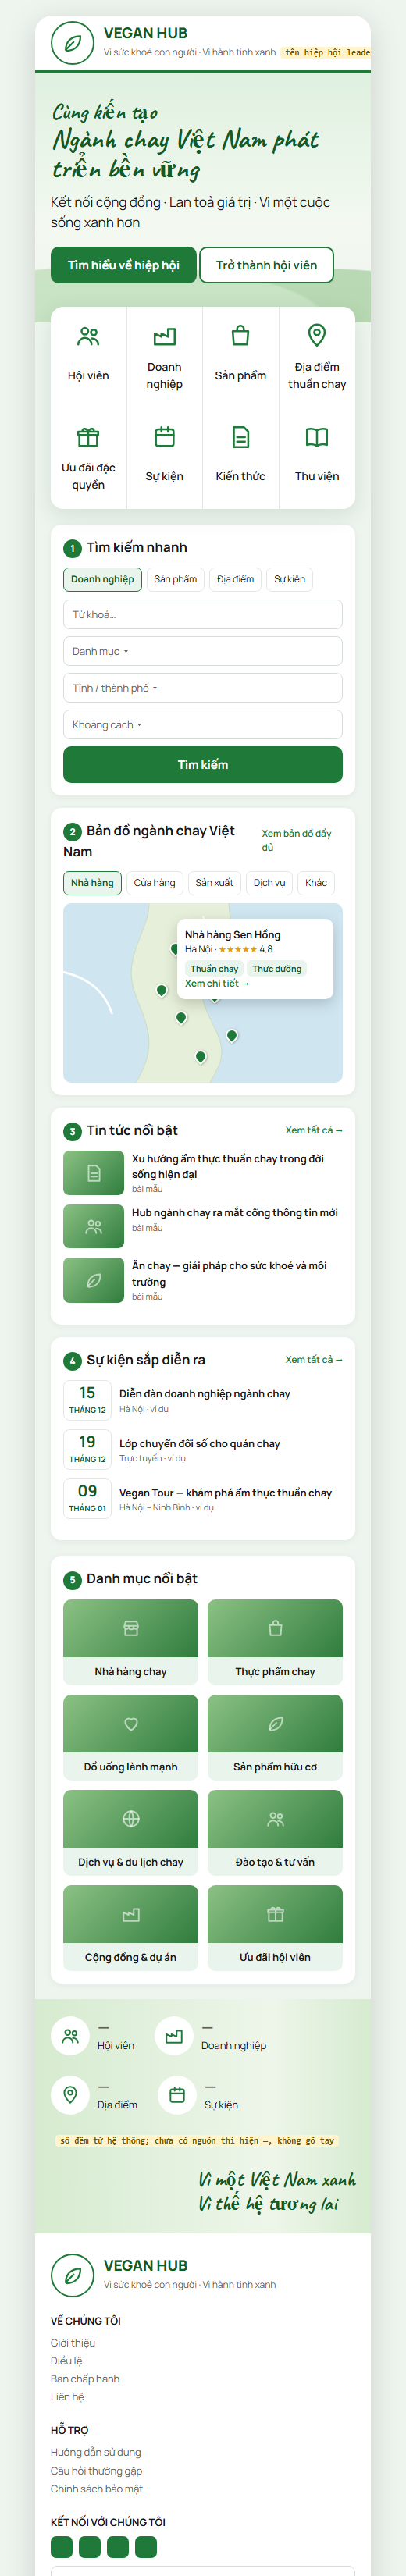 VEGAN HUB
Vì sức khoẻ con người · Vì hành tinh xanh tên hiệp hội leade
Cùng kiến tạo
Ngành chay Việt Nam phát
triển bền vững
Kết nối cộng đồng · Lan toả giá trị · Vì một cuộc
sống xanh hơn
Tìm hiểu về hiệp hội Trở thành hội viên
Hội viên
Doanh
nghiệp
Sản phẩm
Địa điểm
thuần chay
Ưu đãi đặc
quyền
Sự kiện
Kiến thức
Thư viện
1 Tìm kiếm nhanh
Doanh nghiệp Sản phẩm Địa điểm Sự kiện
Từ khoá...
Danh mục
Tỉnh / thành phố
Khoảng cách
Tìm kiếm
2 Bản đồ ngành chay Việt
Nam
Xem bản đồ đầy
đủ
Nhà hàng Cửa hàng Sản xuất Dịch vụ Khác
Nhà hàng Sen Hồng
Hà Nội · ★★★★★ 4,8
Thuần chay Thực dưỡng
Xem chi tiết →
3 Tin tức nổi bật Xem tất cả →
Xu hướng ẩm thực thuần chay trong đời
sống hiện đại
bài mẫu
Hub ngành chay ra mắt cổng thông tin mới
bài mẫu
Ăn chay — giải pháp cho sức khoẻ và môi
trường
bài mẫu
4 Sự kiện sắp diễn ra Xem tất cả →
15
THÁNG 12
Diễn đàn doanh nghiệp ngành chay
Hà Nội · ví dụ
19
THÁNG 12
Lớp chuyển đổi số cho quán chay
Trực tuyến · ví dụ
09
THÁNG 01
Vegan Tour — khám phá ẩm thực thuần chay
Hà Nội – Ninh Bình · ví dụ
5 Danh mục nổi bật
Nhà hàng chay Thực phẩm chay
Đồ uống lành mạnh Sản phẩm hữu cơ
Dịch vụ & du lịch chay Đào tạo & tư vấn
Cộng đồng & dự án Ưu đãi hội viên
— —
Hội viên Doanh nghiệp
— —
Địa điểm Sự kiện
số đếm từ hệ thống; chưa có nguồn thì hiện —, không gõ tay
Vì một Việt Nam xanh
Vì thế hệ tương lai
VEGAN HUB
Vì sức khoẻ con người · Vì hành tinh xanh
VỀ CHÚNG TÔI
Giới thiệu
Điều lệ
Ban chấp hành
Liên hệ
HỖ TRỢ
Hướng dẫn sử dụng
Câu hỏi thường gặp
Chính sách bảo mật
KẾT NỐI VỚI CHÚNG TÔI